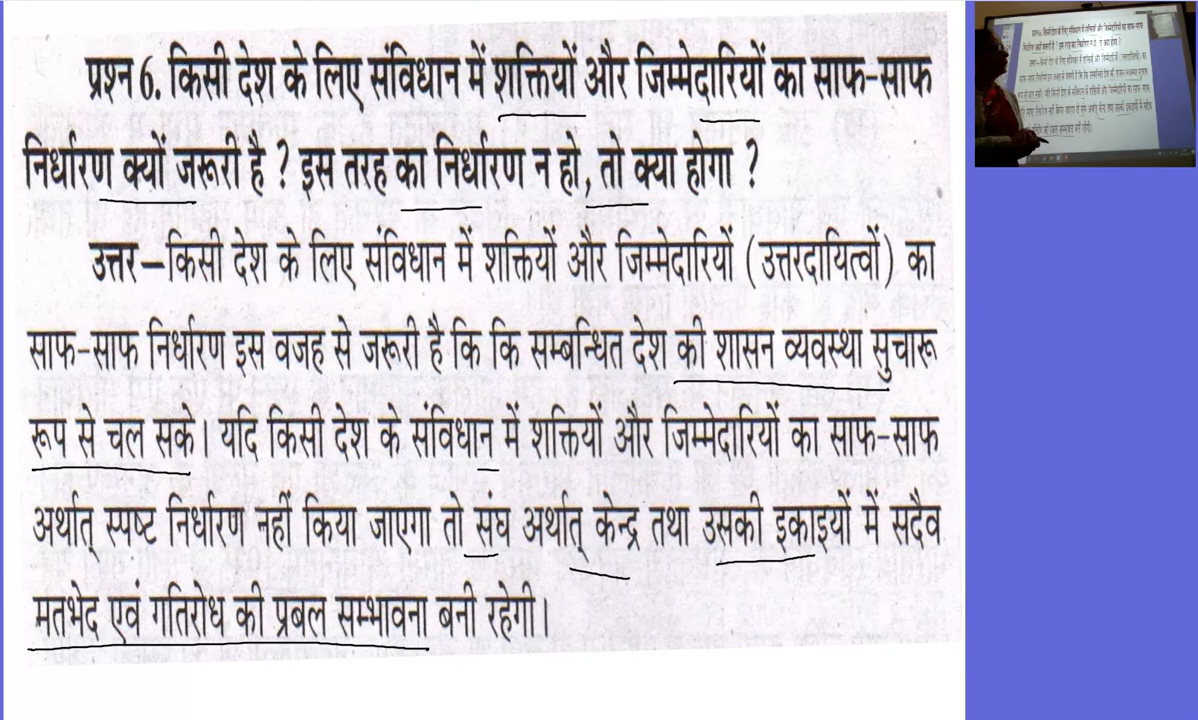 प्रश्न 6. किसी देश के लिए संविधान में शक्तियों और जिम्मेदारियों का साफ-साफ
निर्धारण क्यों जरूरी है ? इस तरह का निर्धारण न हो, तो क्या होगा ?
उत्तर –किसी देश के लिए संविधान में शक्तियों और जिम्मेदारियों (उत्तरदायित्वों) का
साफ-साफ निर्धारण इस वजह से जरूरी है कि कि सम्बन्धित देश की शासन व्यवस्था सुचारू
रूप से चल सके। यदि किसी देश के संविधान में शक्तियों और जिम्मेदारियों का साफ-साफ
अर्थात् स्पष्ट निर्धारण नहीं किया जाएगा तो संघ अर्थात् केन्द्र तथा उसकी इकाइयों में सदैव
मतभेद एवं गतिरोध की प्रबल सम्भावना बनी रहेगी।